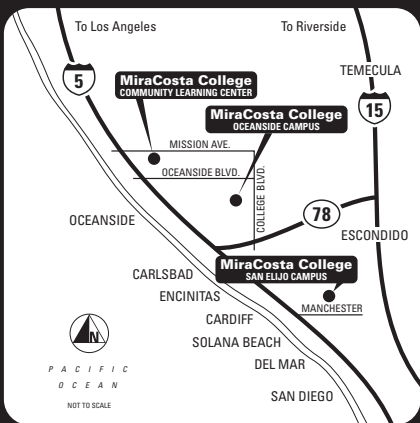 To Los Angeles
To Riverside
TEMECULA
5
MiraCosta College
COMMUNITY LEARNING CENTER
15
MiraCosta College
OCEANSIDE CAMPUS
MISSION AVE.
OCEANSIDE BLVD.
COLLEGE BLVD.
78
OCEANSIDE
ESCONDIDO
MiraCosta College
SAN ELIJO CAMPUS
CARLSBAD
ENCINITAS
MANCHESTER
CARDIFF
N
SOLANA BEACH
DEL MAR
PACIFIC
OCEAN
SAN DIEGO
NOT TO SCALE